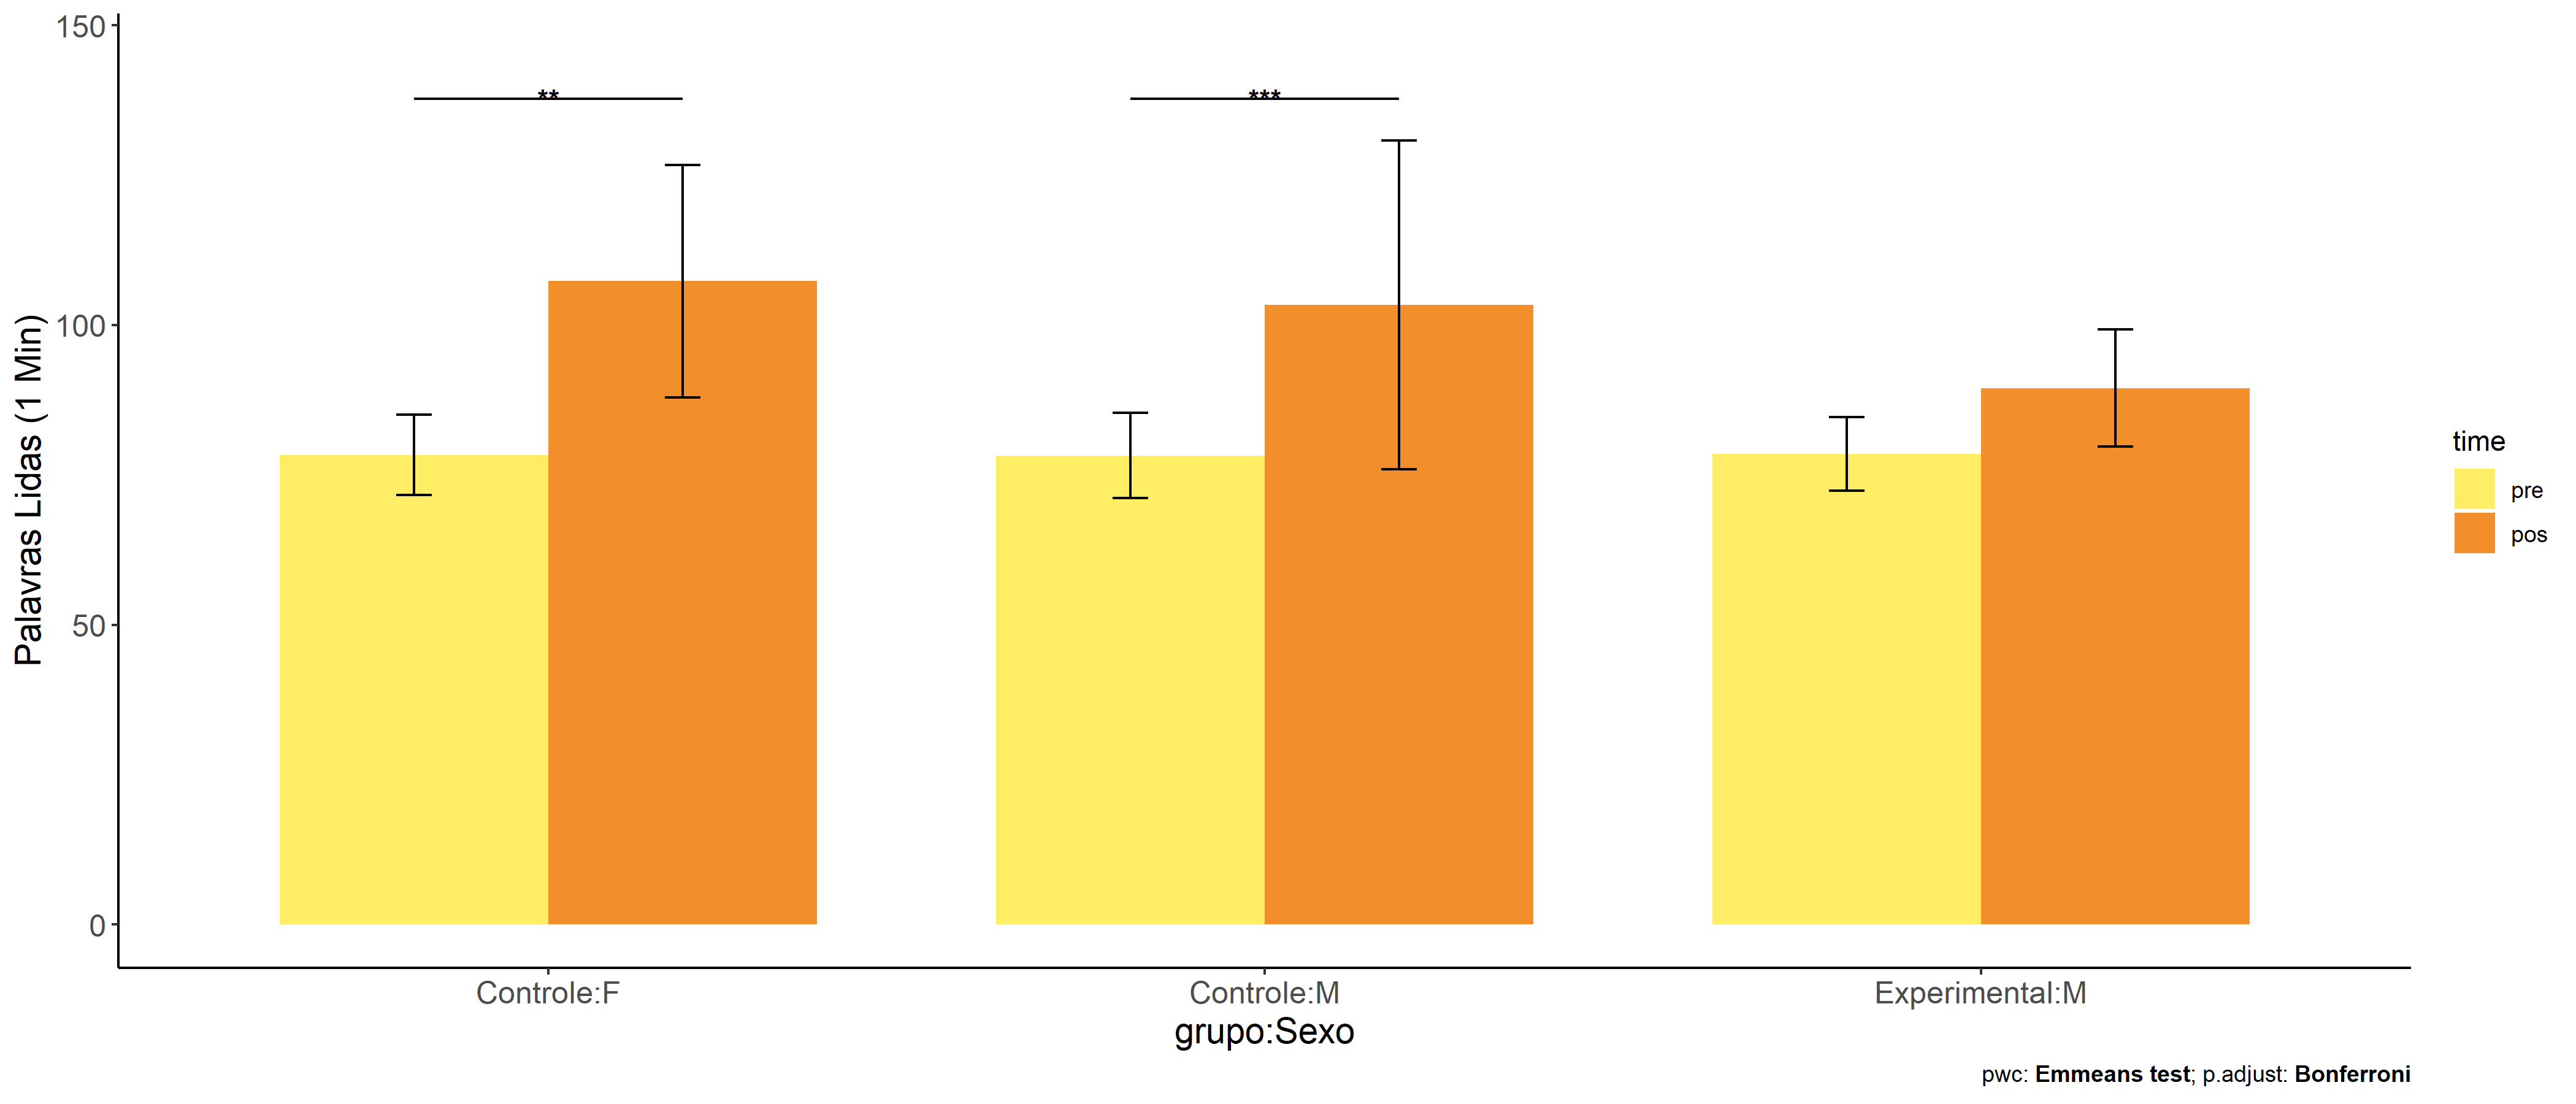 150
100
50
0
Palavras Lidas (1 Min)
**
***
Controle:F
Controle:M
Experimental:M
grupo:Sexo
time
pre
pos
pwc: Emmeans test; p.adjust: Bonferroni